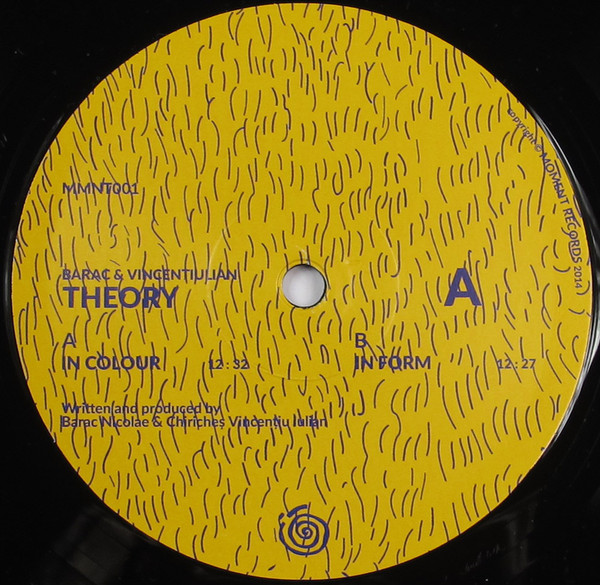 MMNT001
copyright © MOMENT RECORDS 2014
BARAC & VINCENTIULIAN
THEORY
A
A
B
IN COLOUR 12:32
IN FORM 12:27
Written and produced by
Barac Nicolae & Chiriches Vincentiu Iulian